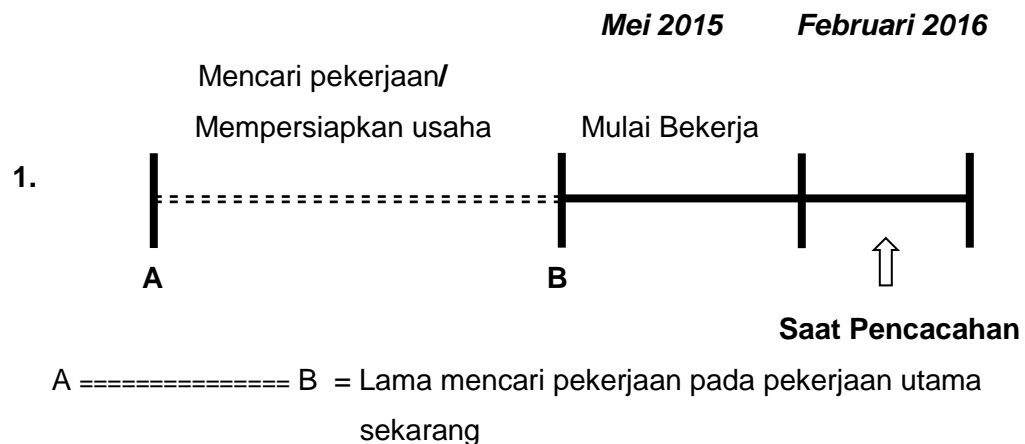 Mei 2015 Februari 2016
Mencari pekerjaan/
Mempersiapkan usaha Mulai Bekerja
1.
A B
Saat Pencacahan
A =============== B = Lama mencari pekerjaan pada pekerjaan utama
sekarang